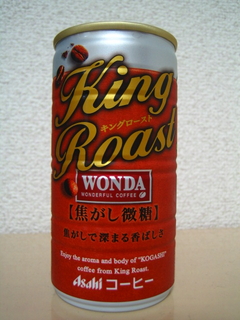 King
キングロースト
Roast
WONDA
WONDERFUL COFFEE
【焦がし微糖】
焦がしで深まる香ばしさ
Enjoy the aroma and body of "KOGASHI"
coffee from King Roast.
Asahi コーヒー